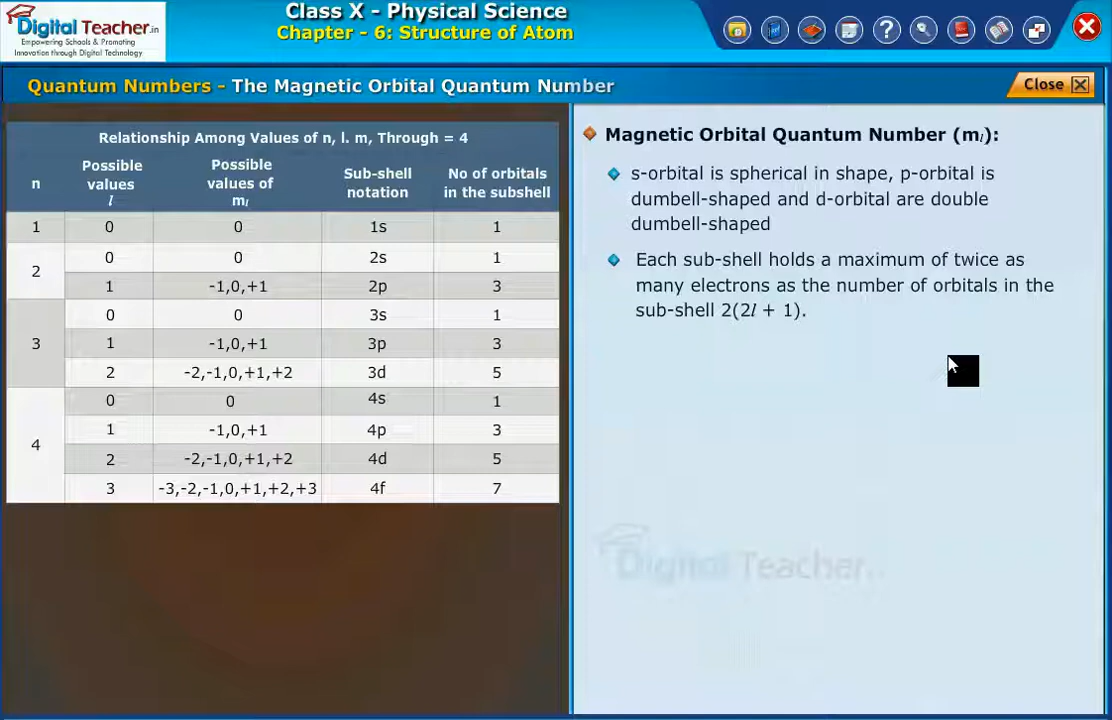 Digital Teacher.in
Empowering Schools & Promoting
Innovation through Digital Technology
Class X - Physical Science
Chapter - 6: Structure of Atom
Quantum Numbers - The Magnetic Orbital Quantum Number
Close
Relationship Among Values of n, l. m, Through = 4
n | Possible values l | Possible values of mₗ | Sub-shell notation | No of orbitals in the subshell
1 | 0 | 0 | 1s | 1
2 | 0 | 0 | 2s | 1
1 | -1,0,+1 | 2p | 3
3 | 0 | 0 | 3s | 1
1 | -1,0,+1 | 3p | 3
2 | -2,-1,0,+1,+2 | 3d | 5
4 | 0 | 0 | 4s | 1
1 | -1,0,+1 | 4p | 3
2 | -2,-1,0,+1,+2 | 4d | 5
3 | -3,-2,-1,0,+1,+2,+3 | 4f | 7
Magnetic Orbital Quantum Number (mₗ):
s-orbital is spherical in shape, p-orbital is
dumbell-shaped and d-orbital are double
dumbell-shaped
Each sub-shell holds a maximum of twice as
many electrons as the number of orbitals in the
sub-shell 2(2l + 1).
Digital Teacher.